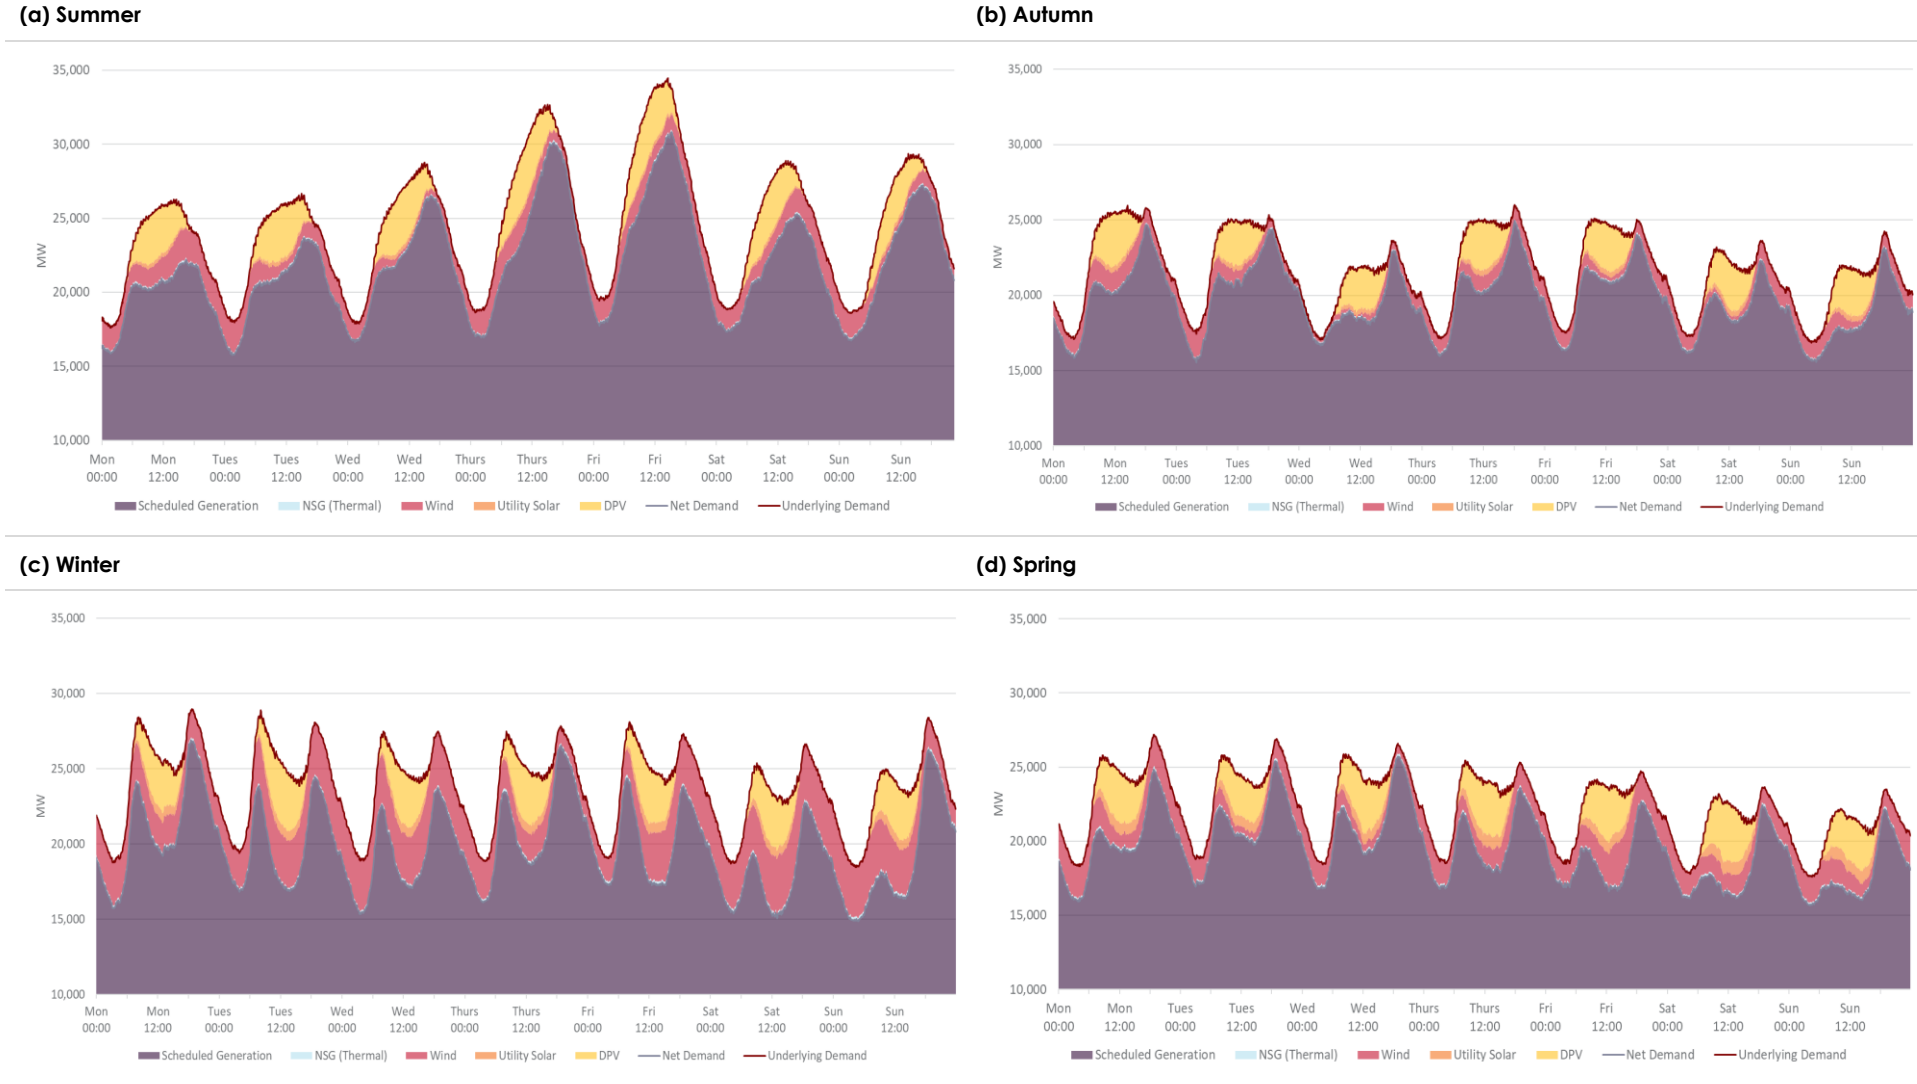 (a) Summer
35,000
30,000
25,000
20,000
15,000
10,000
MW
Mon Mon Tues Tues Wed Wed Thurs Thurs Fri Fri Sat Sat Sun Sun
00:00 12:00 00:00 12:00 00:00 12:00 00:00 12:00 00:00 12:00 00:00 12:00 00:00 12:00
Scheduled Generation NSG (Thermal) Wind Utility Solar DPV Net Demand Underlying Demand
(b) Autumn
35,000
30,000
25,000
20,000
15,000
10,000
MW
Mon Mon Tues Tues Wed Wed Thurs Thurs Fri Fri Sat Sat Sun Sun
00:00 12:00 00:00 12:00 00:00 12:00 00:00 12:00 00:00 12:00 00:00 12:00 00:00 12:00
Scheduled Generation NSG (Thermal) Wind Utility Solar DPV Net Demand Underlying Demand
(c) Winter
35,000
30,000
25,000
20,000
15,000
10,000
MW
Mon Mon Tues Tues Wed Wed Thurs Thurs Fri Fri Sat Sat Sun Sun
00:00 12:00 00:00 12:00 00:00 12:00 00:00 12:00 00:00 12:00 00:00 12:00 00:00 12:00
Scheduled Generation NSG (Thermal) Wind Utility Solar DPV Net Demand Underlying Demand
(d) Spring
35,000
30,000
25,000
20,000
15,000
10,000
MW
Mon Mon Tues Tues Wed Wed Thurs Thurs Fri Fri Sat Sat Sun Sun
00:00 12:00 00:00 12:00 00:00 12:00 00:00 12:00 00:00 12:00 00:00 12:00 00:00 12:00
Scheduled Generation NSG (Thermal) Wind Utility Solar DPV Net Demand Underlying Demand